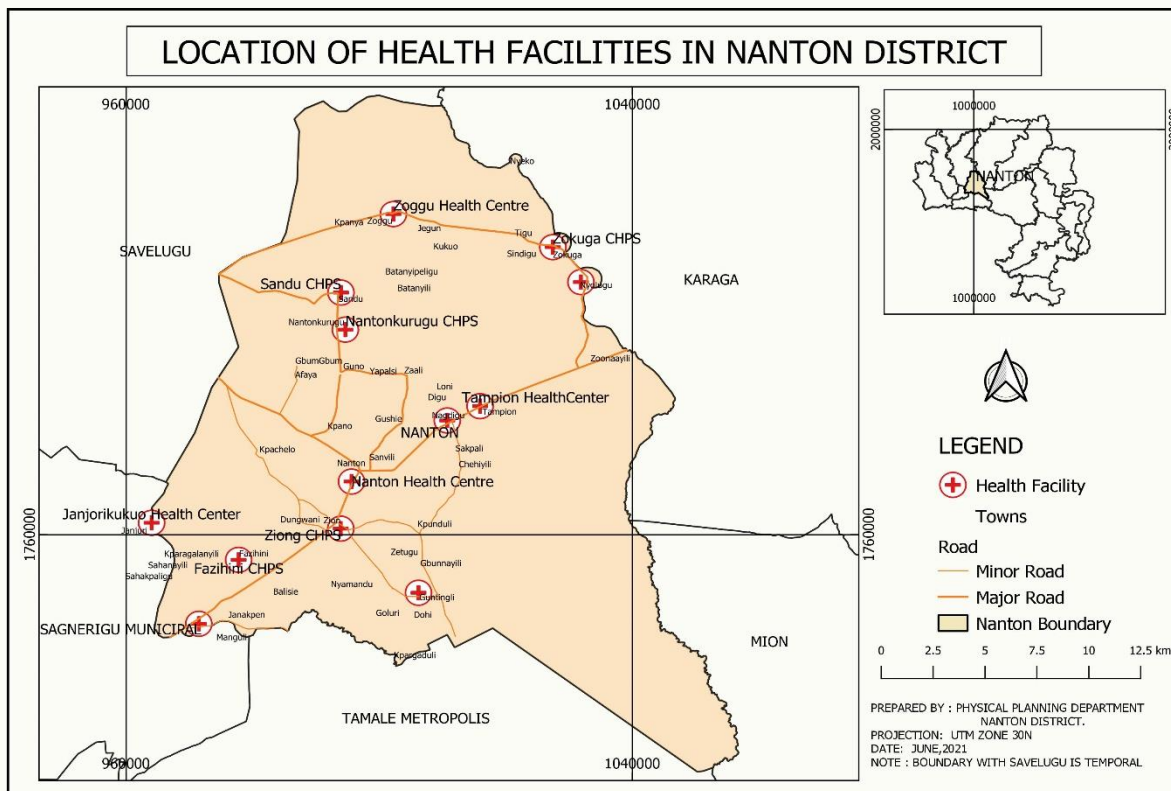 LOCATION OF HEALTH FACILITIES IN NANTON DISTRICT
960000
1040000
1000000
2000000
NANTON
1000000
Nyeko
Zoggu Health Centre
Kpanya
Zoggu
Jegun
Kukuo
Tigu
Sindigu
Zokuga CHPS
Zokuga
SAVELUGU
KARAGA
Batanyipeligu
Batanyili
Sandu CHPS
Sandu
Nantonkurugu
Nantonkurugu CHPS
GbumGbum
Afaya
Guno
Yapalsi
Zaali
Zoonaayili
Loni
Digu
Tampion HealthCenter
Tampion
Gushie
Kpano
NANTON
Kpachelo
Sanvili
Sakpali
Chehiyili
Nanton
Nanton Health Centre
Janjorikukuo Health Center
Dungwani
Kpunduli
Ziong CHPS
1760000
1760000
Kparagalanyili
Fazihini
Sahanayili
Fazihini CHPS
Sahakpaligu
Zetugu
Gbunnayili
Balisie
Nyamandu
Guntingli
Goluri
Dohi
Janakpen
SAGNERIGU MUNICIRAL
Manguli
Kpargaduli
MION
TAMALE METROPOLIS
960000
1040000
LEGEND
Health Facility
Towns
Road
Minor Road
Major Road
Nanton Boundary
0 2.5 5 7.5 10 12.5 km
PREPARED BY : PHYSICAL PLANNING DEPARTMENT
NANTON DISTRICT.
PROJECTION: UTM ZONE 30N
DATE: JUNE,2021
NOTE : BOUNDARY WITH SAVELUGU IS TEMPORAL